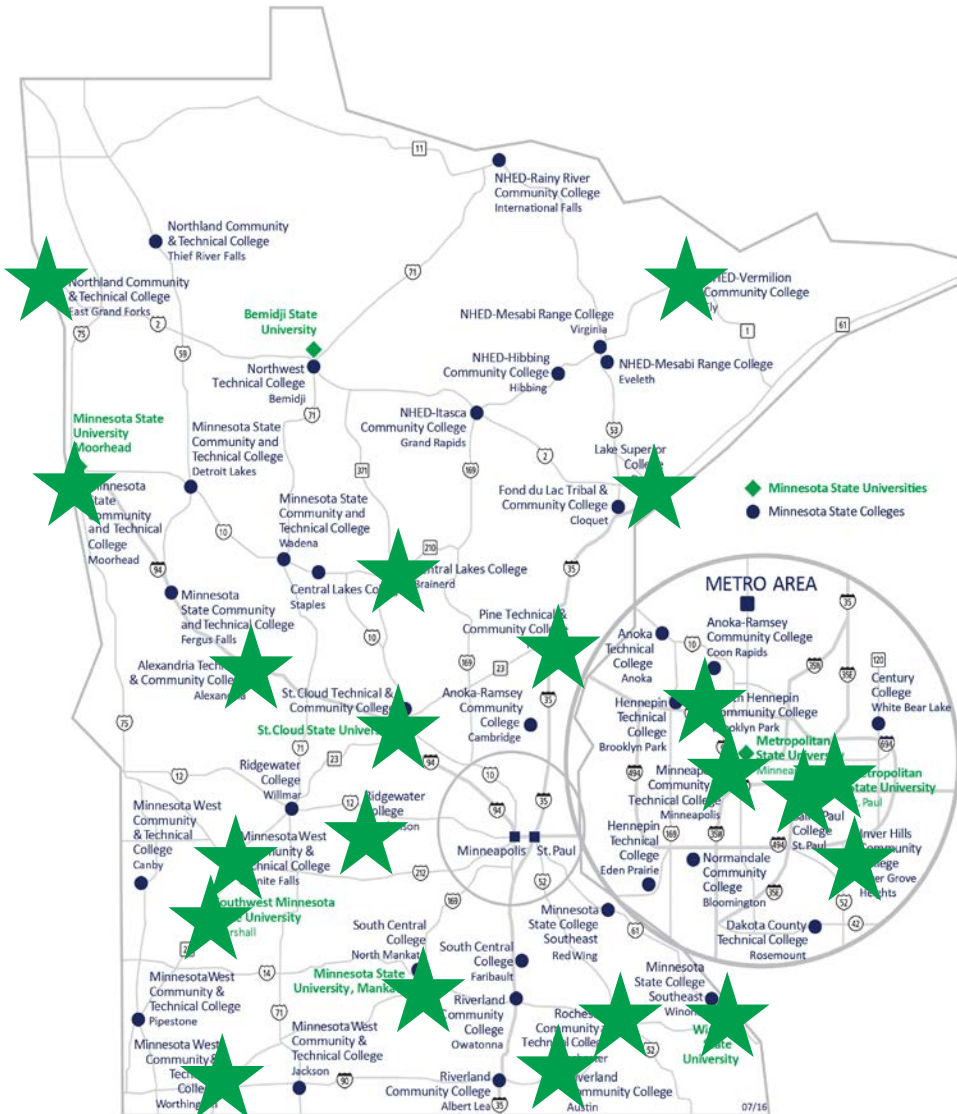 11
NHED-Rainy River
Community College
International Falls
Northland Community
& Technical College
Thief River Falls
71
Northland Community
& Technical College
East Grand Forks
2
75
59
Bemidji State
University
Northwest
Technical College
Bemidji
71
NHED-Vermilion
Community College
Ely
1
61
NHED-Mesabi Range College
Virginia
NHED-Hibbing
Community College
Hibbing
NHED-Mesabi Range College
Eveleth
NHED-Itasca
Community College
Grand Rapids
53
2
169
371
Minnesota State
University
Moorhead
Minnesota State
Community and
Technical College
Detroit Lakes
Lake Superior
College
Minnesota
State
Community
and Technical
College
Moorhead
Minnesota State
Community and
Technical College
Wadena
Fond du Lac Tribal &
Community College
Cloquet
Minnesota State Universities
Minnesota State Colleges
10
210
94
35
Central Lakes
Staples
Central Lakes College
Brainerd
Minnesota
State Community
and Technical College
Fergus Falls
10
Pine Technical &
Community
169
23
35
Alexandria
& Community
St. Cloud Technical &
Community College
St. Cloud State
Anoka-Ramsey
Community
College
Cambridge
75
71
23
94
10
12
Ridgewater
College
Willmar
12
Ridgewater
College
94
35
Minneapolis
St. Paul
Minnesota West
Community
& Technical
College
Canby
Minnesota West
Community &
Technical College
Falls
212
52
169
Southwest Minnesota
State University
Minnesota
State College
Southeast
Red Wing
61
South Central
College
North
South Central
College
Faribault
14
Minnesota State
University,
Minnesota
State College
Southeast
Minnesota West
Community &
Technical College
Pipestone
71
Riverland
Community
College
Owatonna
Community
Technical
State
University
Minnesota West
Community &
Technical College
Jackson
Minnesota West
Community &
Worthington
90
52
Riverland
Community College
Albert Lea
35
Community College
Austin
07/16
METRO AREA
35
Anoka-Ramsey
Community College
Coon Rapids
Anoka
Technical
College
Anoka
10
35W
35E
120
Century
College
White Bear Lake
Hennepin
Technical
College
Brooklyn Park
Hennepin
Community College
Brooklyn Park
694
Metropolitan
State University
494
Metropolitan
State University
Paul
Community
Technical College
Minneapolis
Paul
College
St. Paul
169
35W
494
Hennepin
Technical
College
Eden Prairie
Inver Hills
Community
College
Grove
Heights
Normandale
Community
College
Bloomington
35E
52
42
Dakota County
Technical College
Rosemount